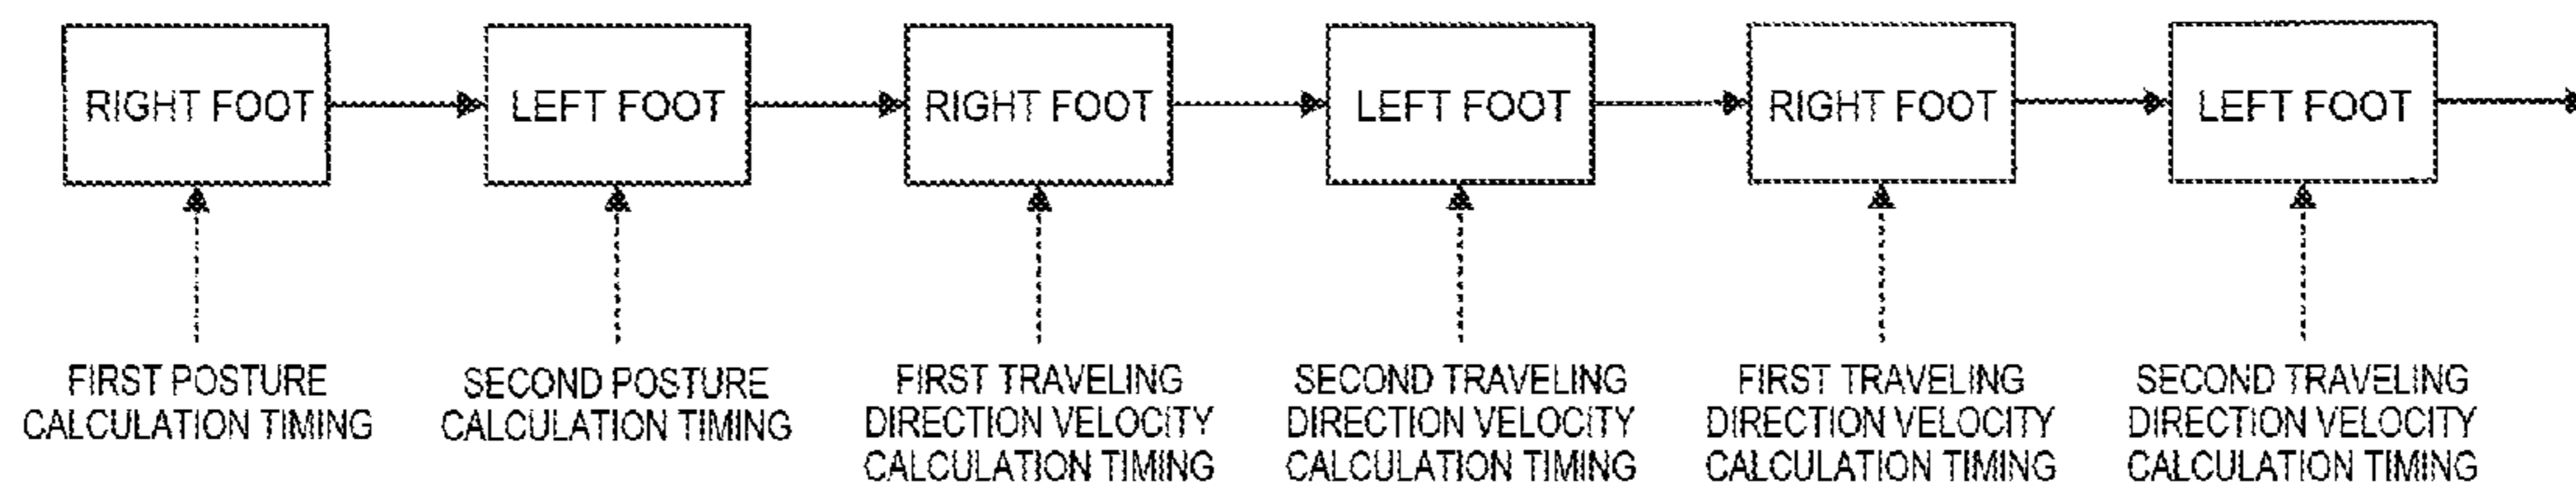 RIGHT FOOT
LEFT FOOT
RIGHT FOOT
LEFT FOOT
RIGHT FOOT
LEFT FOOT
FIRST POSTURE
CALCULATION TIMING
SECOND POSTURE
CALCULATION TIMING
FIRST TRAVELING
DIRECTION VELOCITY
CALCULATION TIMING
SECOND TRAVELING
DIRECTION VELOCITY
CALCULATION TIMING
FIRST TRAVELING
DIRECTION VELOCITY
CALCULATION TIMING
SECOND TRAVELING
DIRECTION VELOCITY
CALCULATION TIMING